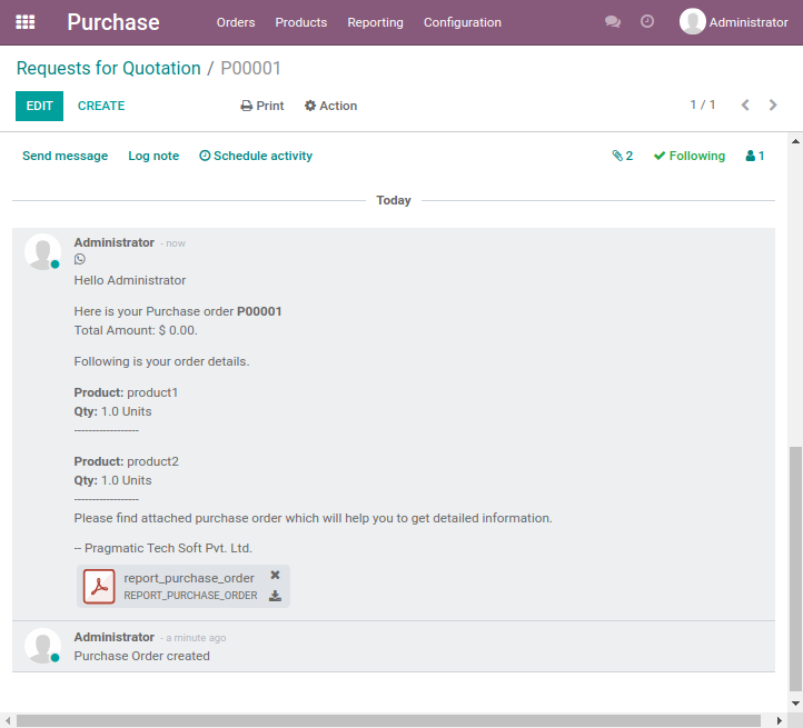 Purchase Orders Products Reporting Configuration Administrator
Requests for Quotation / P00001
EDIT CREATE Print Action 1 / 1
Send message Log note Schedule activity 2 Following 1
Today
Administrator - now
Hello Administrator
Here is your Purchase order P00001
Total Amount: $ 0.00.
Following is your order details.
Product: product1
Qty: 1.0 Units
------------------
Product: product2
Qty: 1.0 Units
------------------
Please find attached purchase order which will help you to get detailed information.
-- Pragmatic Tech Soft Pvt. Ltd.
report_purchase_order
REPORT_PURCHASE_ORDER
Administrator - a minute ago
Purchase Order created